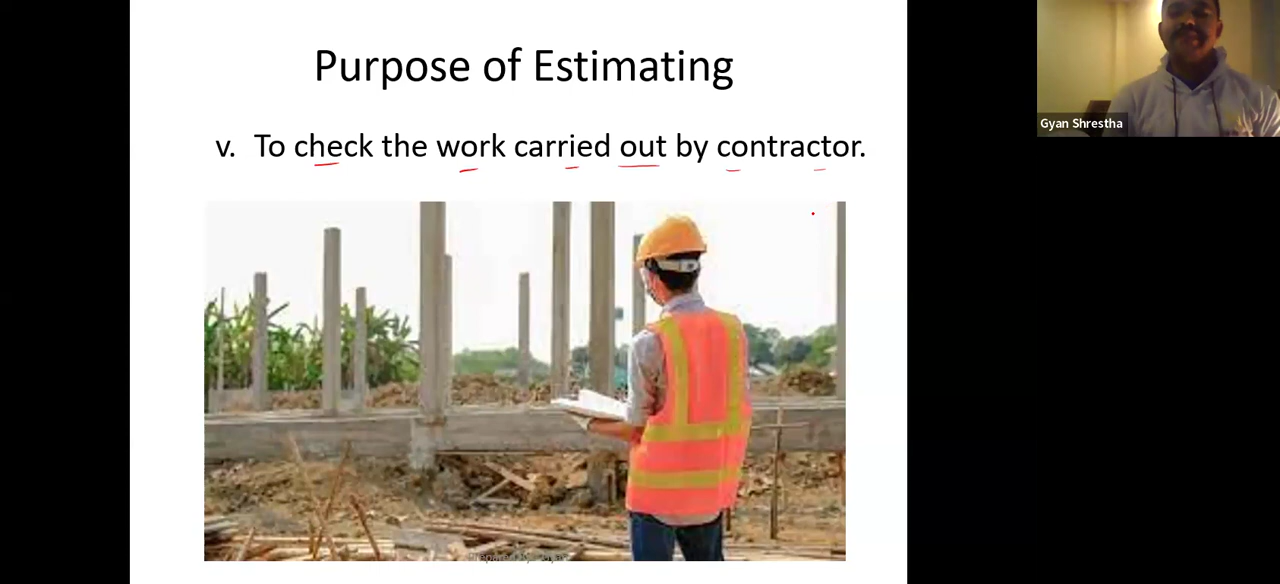 Purpose of Estimating
v. To check the work carried out by contractor.
Gyan Shrestha